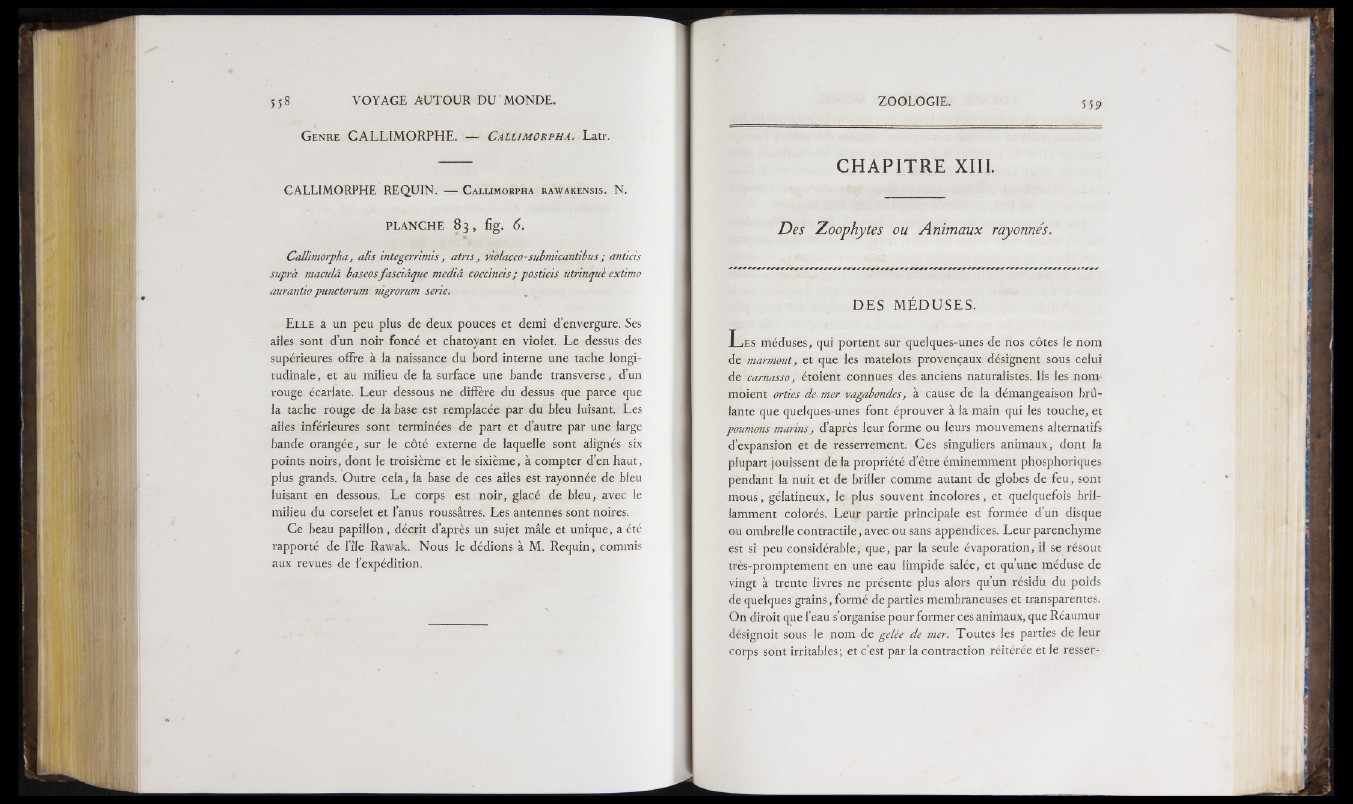 558 VOYAGE AUTOUR DU MONDE.
GENRE CALLIMORPHE. — CALLIMORPHA. Latr.
CALLIMORPHE REQUIN. — CALLIMORPHA RAWAKENSIS. N.
PLANCHE 83, fig. 6.
Callimorpha, alis integerrimis, atris, violaceo-submicantibus; anticis
suprà maculâ baseos fasciâque mediâ coccineis; posticis utrinquè extimo
aurantio punctorum nigrorum serie.
ELLE a un peu plus de deux pouces et demi d'envergure. Ses
ailes sont d'un noir foncé et chatoyant en violet. Le dessus des
supérieures offre à la naissance du bord interne une tache longi-
tudinale, et au milieu de la surface une bande transverse, d'un
rouge écarlate. Leur dessous ne diffère du dessus que parce que
la tache rouge de la base est remplacée par du bleu luisant. Les
ailes inférieures sont terminées de part et d'autre par une large
bande orangée, sur le côté externe de laquelle sont alignés six
points noirs, dont le troisième et le sixième, à compter d'en haut,
plus grands. Outre cela, la base de ces ailes est rayonnée de bleu
luisant en dessous. Le corps est noir, glacé de bleu, avec le
milieu du corselet et l'anus roussâtres. Les antennes sont noires.
Ce beau papillon, décrit d'après un sujet mâle et unique, a été
rapporté de l'île Rawak. Nous le dédions à M. Requin, commis
aux revues de l'expédition.
ZOOLOGIE. 559
CHAPITRE XIII.
Des Zoophytes ou Animaux rayonnés.
DES MÉDUSES.
LES méduses, qui portent sur quelques-unes de nos côtes le nom
de marmout, et que les matelots provençaux désignent sous celui
de carnasso, étoient connues des anciens naturalistes. Ils les nom-
moient orties de mer vagabondes, à cause de la démangeaison brû-
lante que quelques-unes font éprouver à la main qui les touche, et
poumons marins, d'après leur forme ou leurs mouvemens alternatifs
d'expansion et de resserrement. Ces singuliers animaux, dont la
plupart jouissent de la propriété d'être éminemment phosphoriques
pendant la nuit et de briller comme autant de globes de feu, sont
mous, gélatineux, le plus souvent incolores, et quelquefois bril-
lamment colorés. Leur partie principale est formée d'un disque
ou ombrelle contractile, avec ou sans appendices. Leur parenchyme
est si peu considérable, que, par la seule évaporation, il se résout
très-promptement en une eau limpide salée, et qu'une méduse de
vingt à trente livres ne présente plus alors qu'un résidu du poids
de quelques grains, formé de parties membraneuses et transparentes.
On diroit que l'eau s'organise pour former ces animaux, que Réaumur
désignoit sous le nom de gelée de mer. Toutes les parties de leur
corps sont irritables; et c'est par la contraction réitérée et le resser-